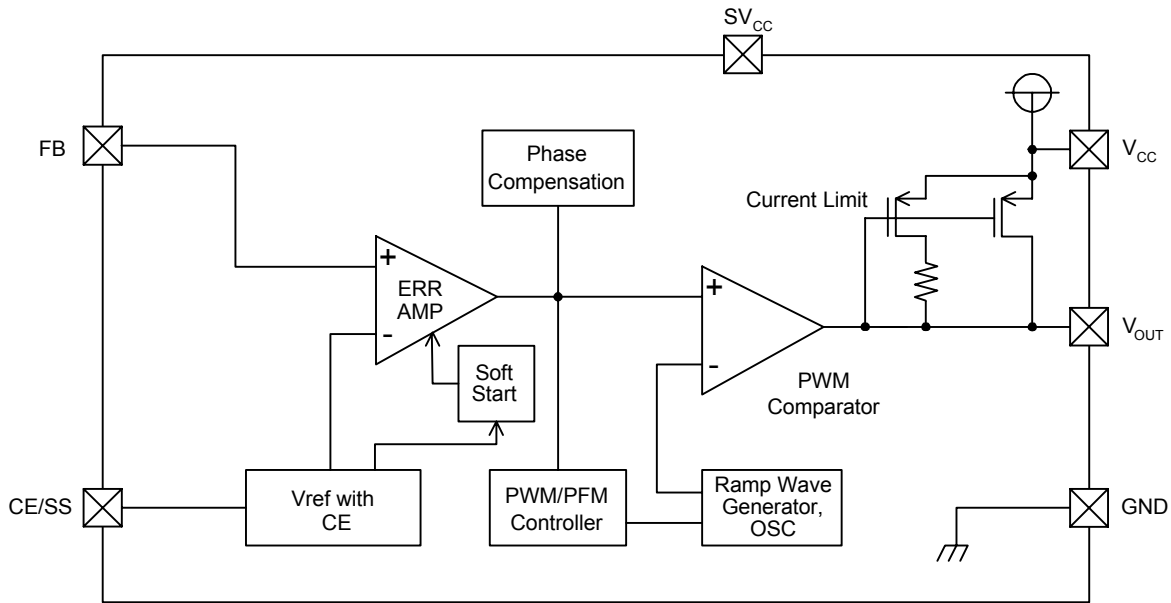 SVCC
FB
Phase
Compensation
VCC
Current Limit
+
ERR
AMP
-
+
-
VOUT
Soft
Start
PWM
Comparator
CE/SS
Vref with
CE
PWM/PFM
Controller
Ramp Wave
Generator,
OSC
GND